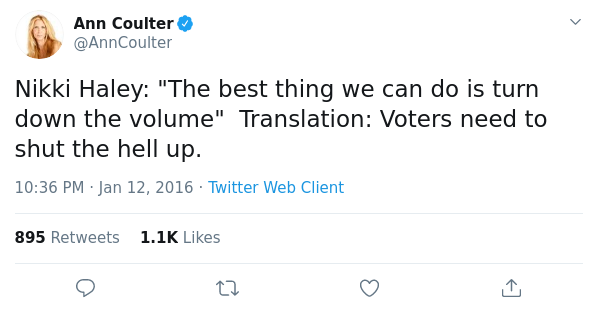 Ann Coulter
@AnnCoulter
Nikki Haley: "The best thing we can do is turn
down the volume"  Translation: Voters need to
shut the hell up.
10:36 PM · Jan 12, 2016 · Twitter Web Client
895 Retweets 1.1K Likes